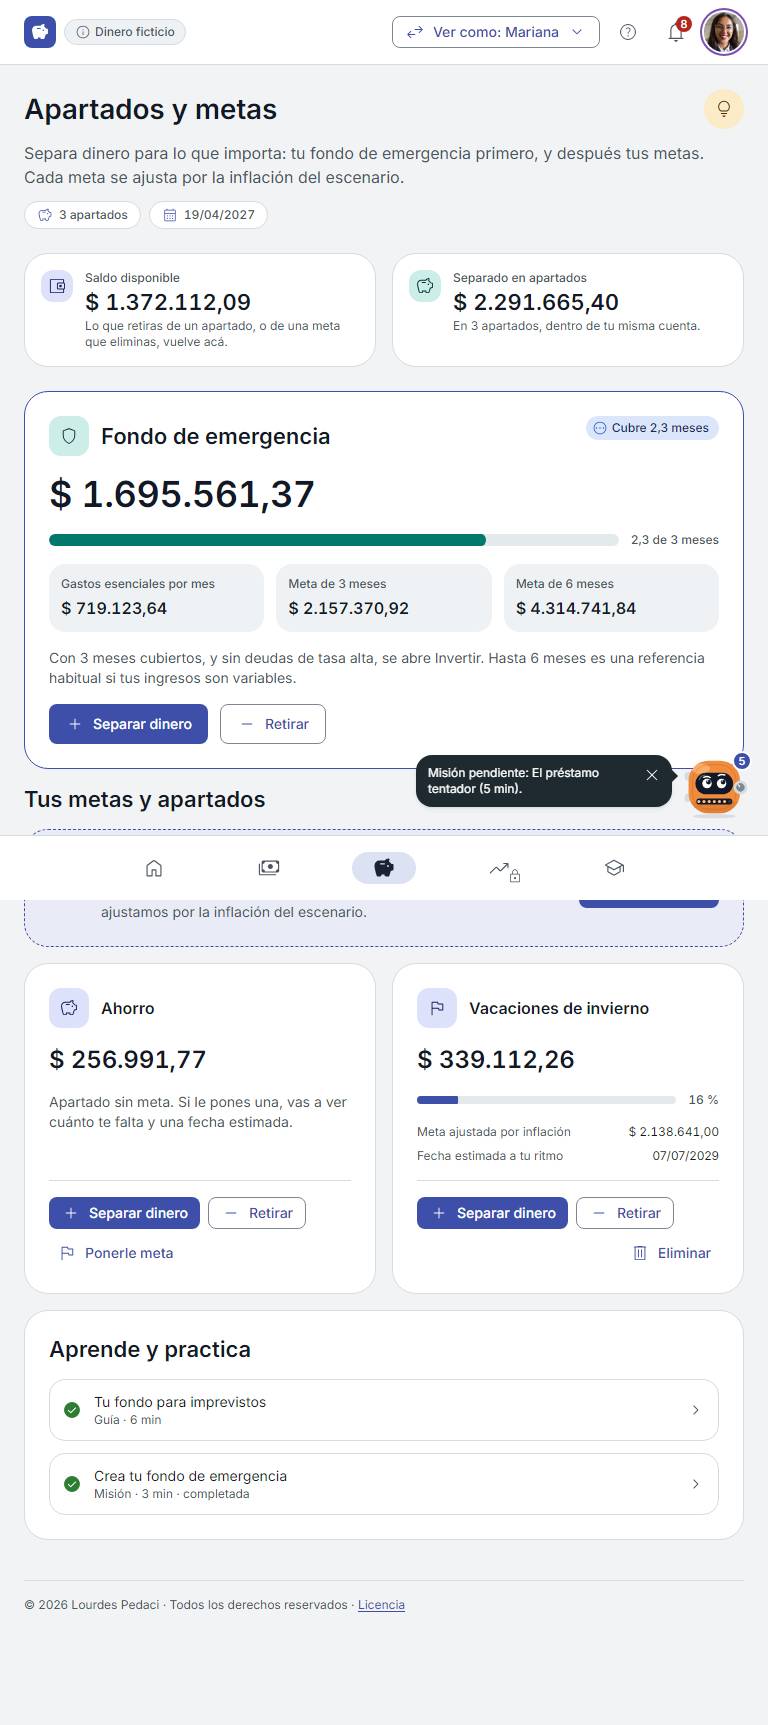 Dinero ficticio
Ver como: Mariana
8
Apartados y metas
Separa dinero para lo que importa: tu fondo de emergencia primero, y después tus metas.
Cada meta se ajusta por la inflación del escenario.
3 apartados
19/04/2027
Saldo disponible
$ 1.372.112,09
Lo que retiras de un apartado, o de una meta
que eliminas, vuelve acá.
Separado en apartados
$ 2.291.665,40
En 3 apartados, dentro de tu misma cuenta.
Fondo de emergencia
Cubre 2,3 meses
$ 1.695.561,37
2,3 de 3 meses
Gastos esenciales por mes
$ 719.123,64
Meta de 3 meses
$ 2.157.370,92
Meta de 6 meses
$ 4.314.741,84
Con 3 meses cubiertos, y sin deudas de tasa alta, se abre Invertir. Hasta 6 meses es una referencia
habitual si tus ingresos son variables.
Separar dinero
Retirar
Misión pendiente: El préstamo
tentador (5 min).
5
Tus metas y apartados
ajustamos por la inflación del escenario.
Ahorro
$ 256.991,77
Apartado sin meta. Si le pones una, vas a ver
cuánto te falta y una fecha estimada.
Separar dinero
Retirar
Ponerle meta
Vacaciones de invierno
$ 339.112,26
16 %
Meta ajustada por inflación
$ 2.138.641,00
Fecha estimada a tu ritmo
07/07/2029
Separar dinero
Retirar
Eliminar
Aprende y practica
Tu fondo para imprevistos
Guía · 6 min
Crea tu fondo de emergencia
Misión · 3 min · completada
© 2026 Lourdes Pedaci · Todos los derechos reservados · Licencia